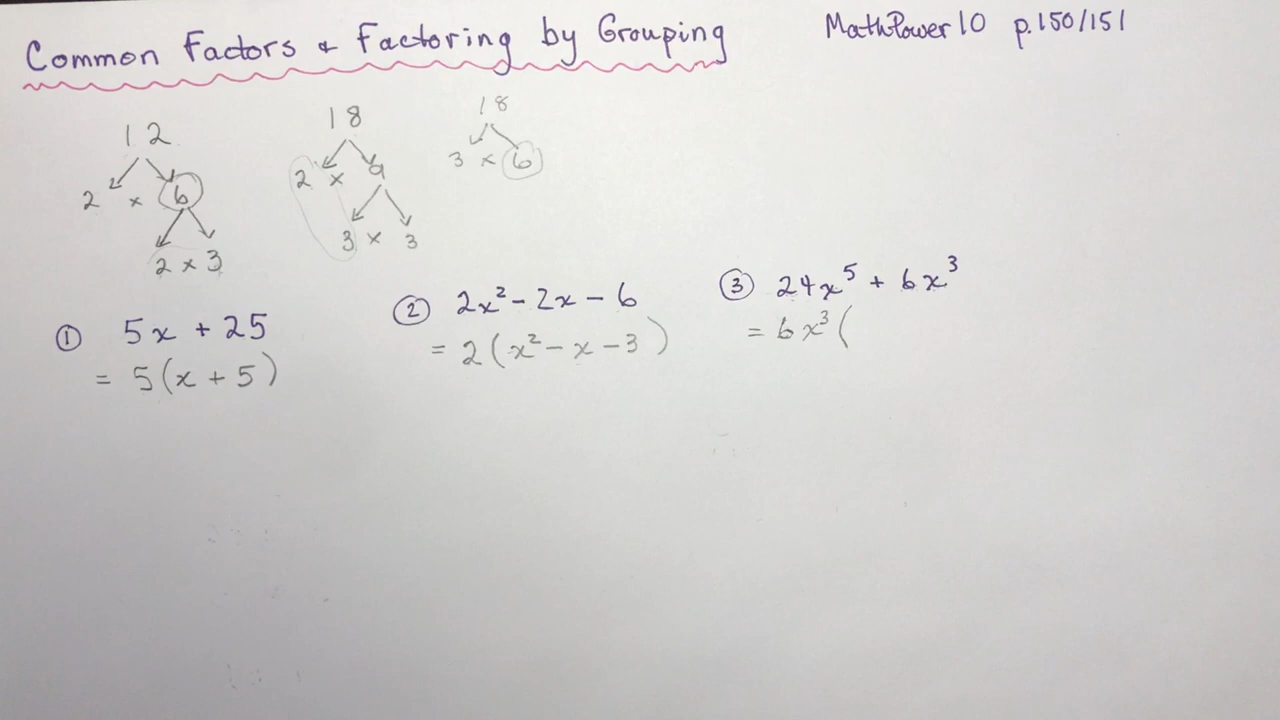 Common Factors & Factoring by Grouping
MathPower 10 p.150/151
12
2 × 6
2 × 3
18
2 × 9
3 × 3
18
3 × 6
① 5x + 25
= 5(x + 5)
② 2x² - 2x - 6
= 2(x² - x - 3)
③ 24x⁵ + 6x³
= 6x³(